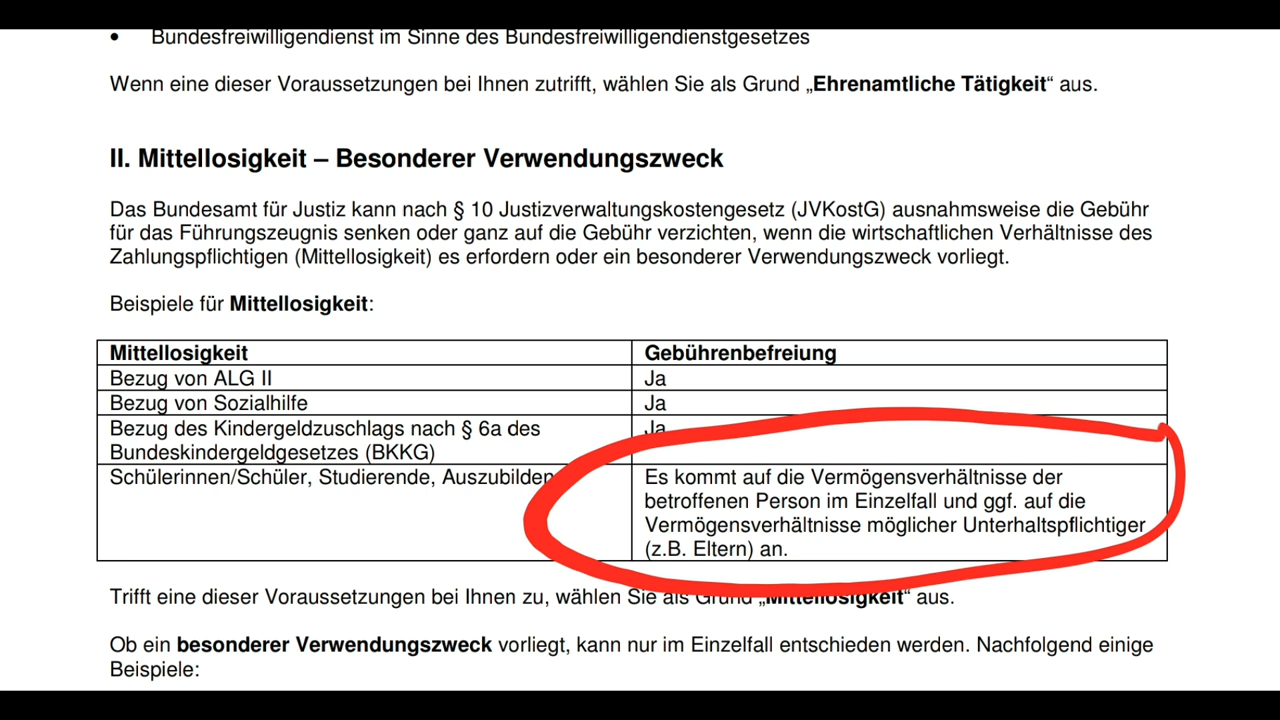 • Bundesfreiwilligendienst im Sinne des Bundesfreiwilligendienstgesetzes
Wenn eine dieser Voraussetzungen bei Ihnen zutrifft, wählen Sie als Grund „Ehrenamtliche Tätigkeit“ aus.
II. Mittellosigkeit – Besonderer Verwendungszweck
Das Bundesamt für Justiz kann nach § 10 Justizverwaltungskostengesetz (JVKostG) ausnahmsweise die Gebühr
für das Führungszeugnis senken oder ganz auf die Gebühr verzichten, wenn die wirtschaftlichen Verhältnisse des
Zahlungspflichtigen (Mittellosigkeit) es erfordern oder ein besonderer Verwendungszweck vorliegt.
Beispiele für Mittellosigkeit:
Mittellosigkeit Gebührenbefreiung
Bezug von ALG II Ja
Bezug von Sozialhilfe Ja
Bezug des Kindergeldzuschlags nach § 6a des Ja
Bundeskindergeldgesetzes (BKKG)
Schülerinnen/Schüler, Studierende, Auszubilden Es kommt auf die Vermögensverhältnisse der
betroffenen Person im Einzelfall und ggf. auf die
Vermögensverhältnisse möglicher Unterhaltspflichtiger
(z.B. Eltern) an.
Trifft eine dieser Voraussetzungen bei Ihnen zu, wählen Sie als Grund „Mittellosigkeit“ aus.
Ob ein besonderer Verwendungszweck vorliegt, kann nur im Einzelfall entschieden werden. Nachfolgend einige
Beispiele: